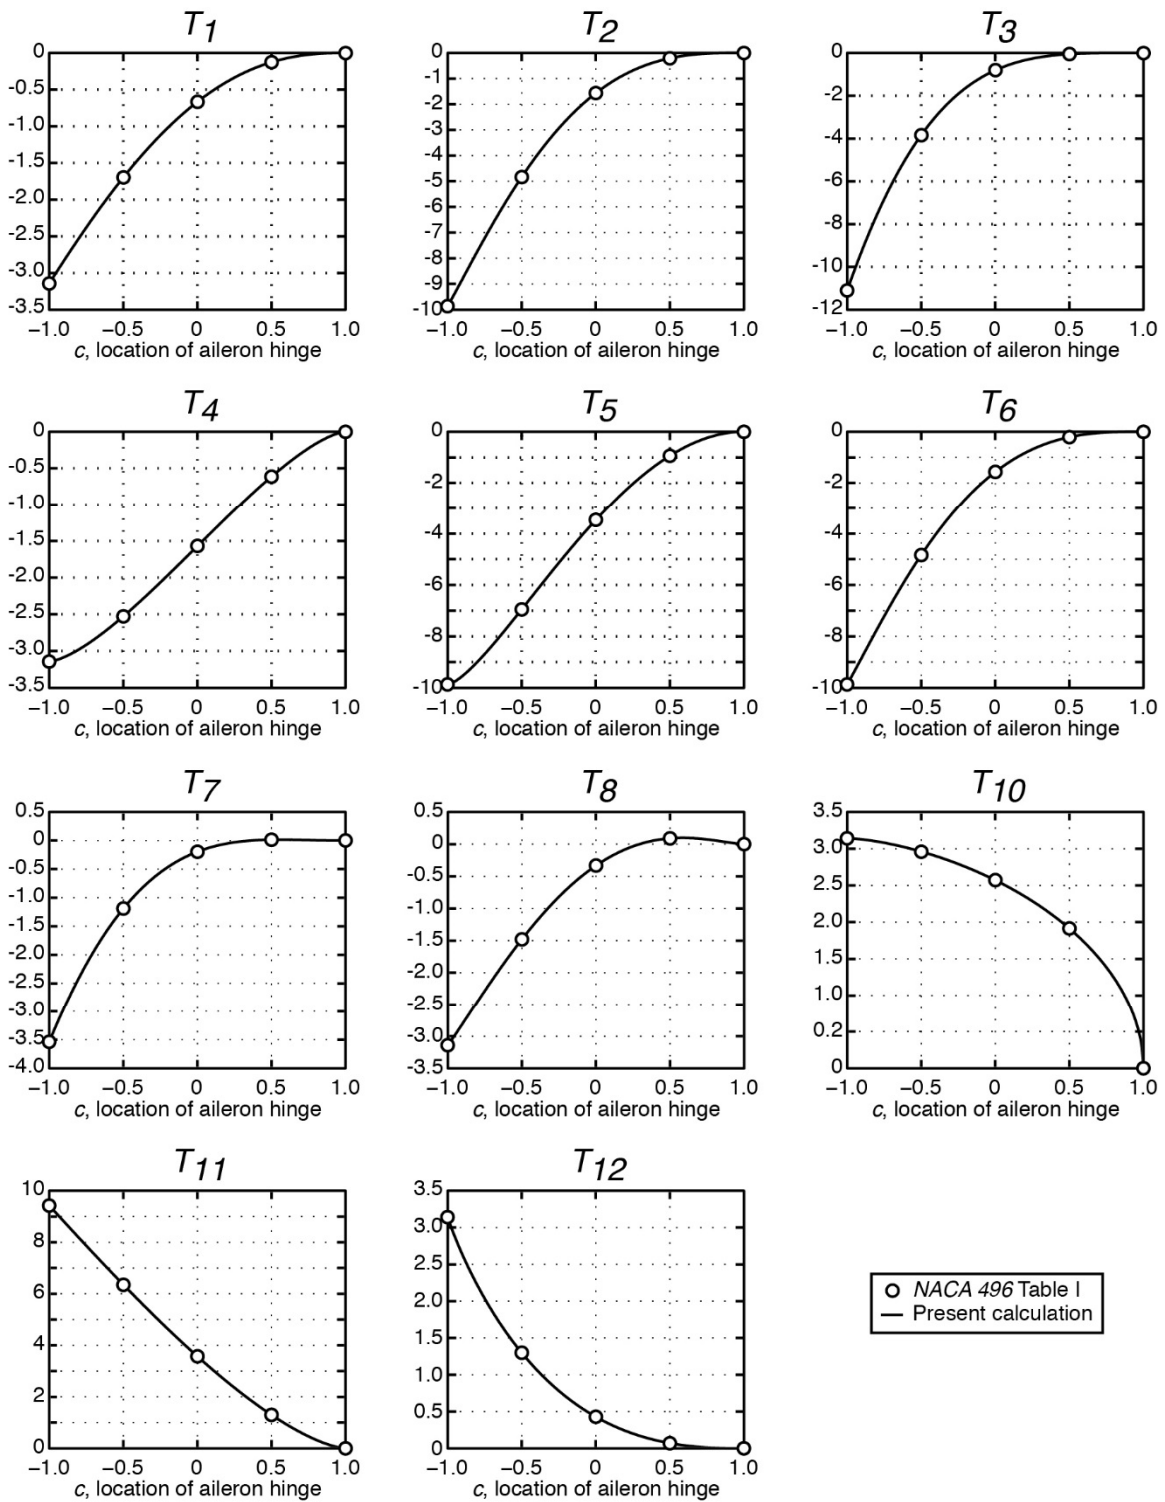 T1
0
-0.5
-1.0
-1.5
-2.0
-2.5
-3.0
-3.5
−1.0 −0.5 0 0.5 1.0
c, location of aileron hinge
T2
0
-1
-2
-3
-4
-5
-6
-7
-8
-9
-10
−1.0 −0.5 0 0.5 1.0
c, location of aileron hinge
T3
0
-2
-4
-6
-8
-10
-12
−1.0 −0.5 0 0.5 1.0
c, location of aileron hinge
T4
0
-0.5
-1.0
-1.5
-2.0
-2.5
-3.0
-3.5
−1.0 −0.5 0 0.5 1.0
c, location of aileron hinge
T5
0
-2
-4
-6
-8
-10
−1.0 −0.5 0 0.5 1.0
c, location of aileron hinge
T6
0
-2
-4
-6
-8
-10
−1.0 −0.5 0 0.5 1.0
c, location of aileron hinge
T7
0.5
0
-0.5
-1.0
-1.5
-2.0
-2.5
-3.0
-3.5
-4.0
−1.0 −0.5 0 0.5 1.0
c, location of aileron hinge
T8
0.5
0
-0.5
-1.0
-1.5
-2.0
-2.5
-3.0
-3.5
−1.0 −0.5 0 0.5 1.0
c, location of aileron hinge
T10
3.5
3.0
2.5
2.0
1.5
1.0
0.2
0
−1.0 −0.5 0 0.5 1.0
c, location of aileron hinge
T11
10
8
6
4
2
0
−1.0 −0.5 0 0.5 1.0
c, location of aileron hinge
T12
3.5
3.0
2.5
2.0
1.5
1.0
0.5
0
−1.0 −0.5 0 0.5 1.0
c, location of aileron hinge
NACA 496 Table I
Present calculation